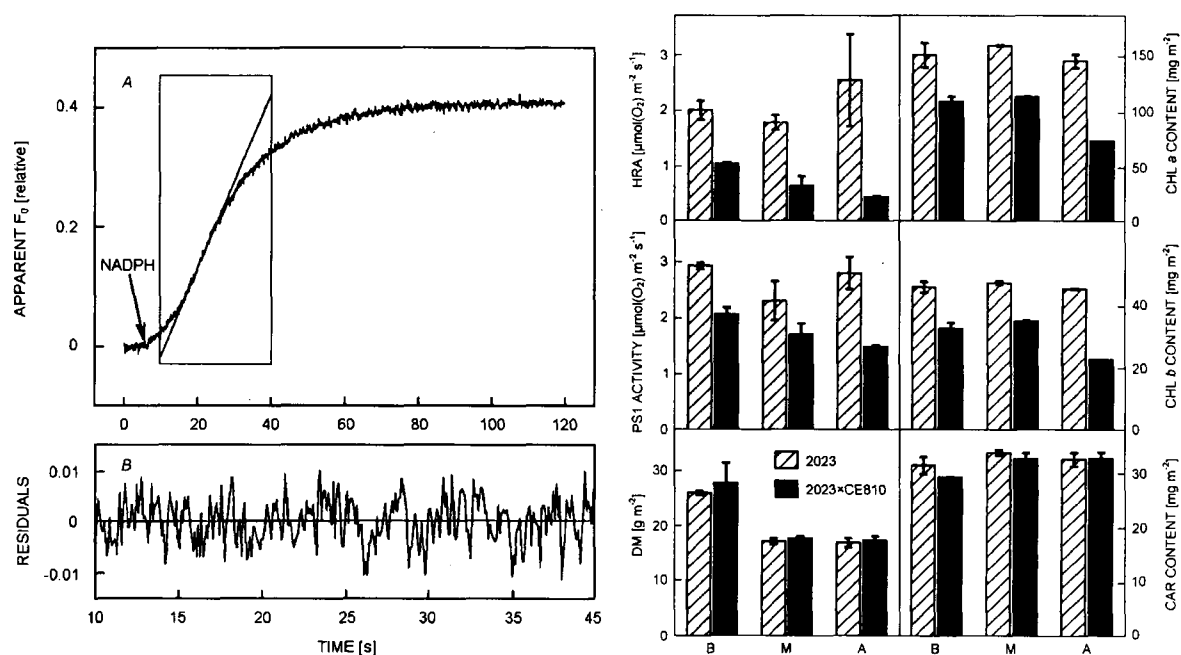 A
APPARENT F₀ [relative]
0.4
0.2
0
NADPH
0 20 40 60 80 100 120
B
RESIDUALS
0.01
0
-0.01
10 15 20 25 30 35 40 45
TIME [s]
HRA [µmol(O₂) m⁻² s⁻¹]
3
2
1
0
CHL a CONTENT [mg m⁻²]
150
100
50
0
PS1 ACTIVITY [µmol(O₂) m⁻² s⁻¹]
3
2
1
0
CHL b CONTENT [mg m⁻²]
40
20
0
DM [g m⁻²]
30
20
10
0
2023
2023×CE810
CAR CONTENT [mg m⁻²]
30
20
10
0
B M A B M A